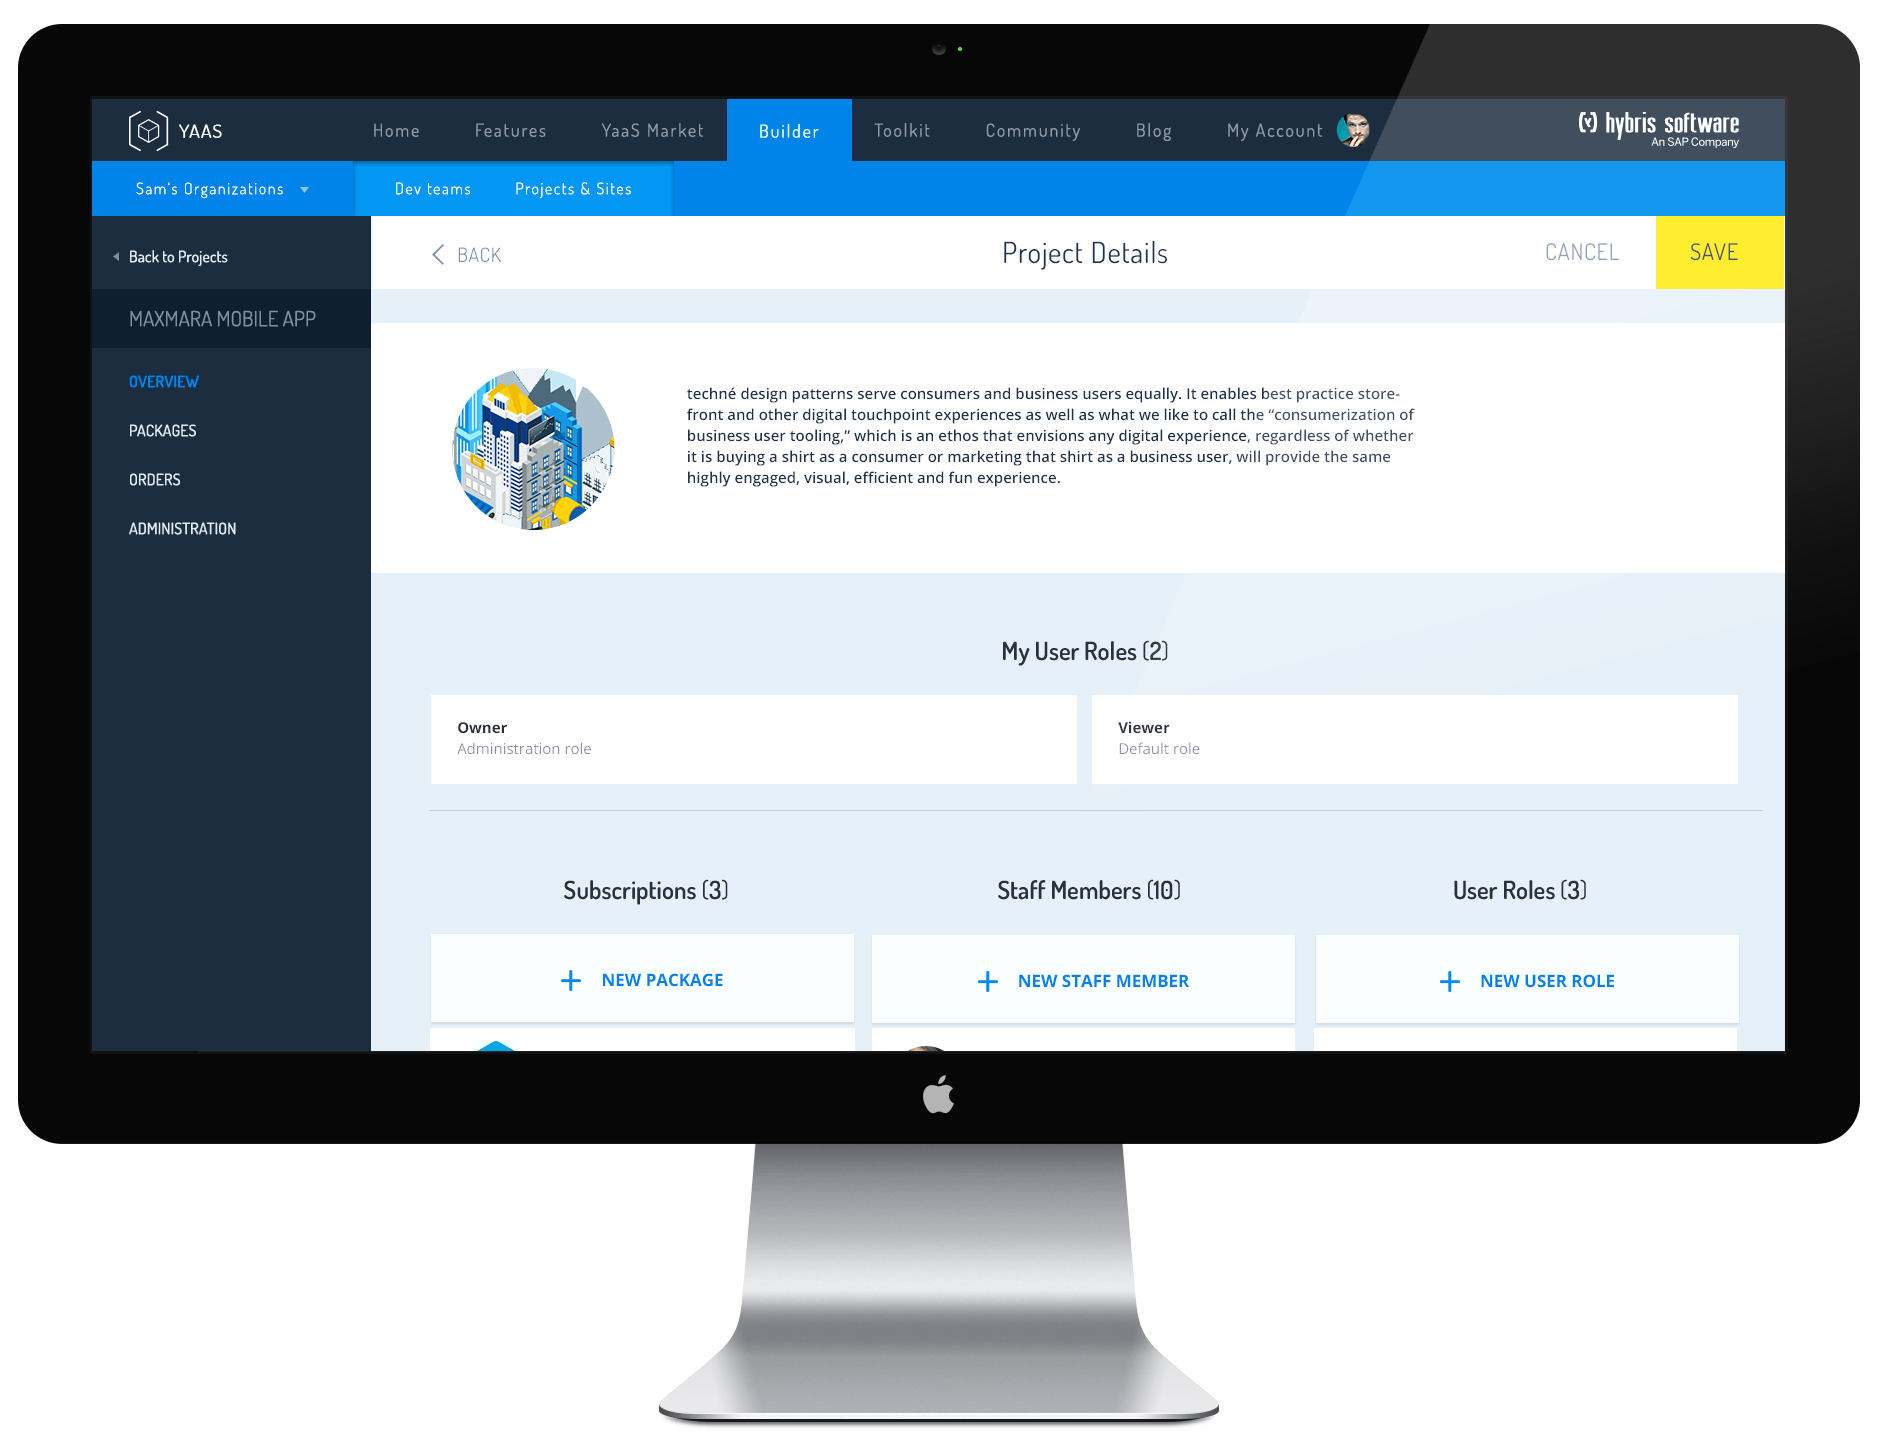 YAAS
Home Features YaaS Market Builder Toolkit Community Blog My Account
hybris software
An SAP Company
Sam's Organizations Dev teams Projects & Sites
Back to Projects
MAXMARA MOBILE APP
OVERVIEW
PACKAGES
ORDERS
ADMINISTRATION
BACK Project Details CANCEL SAVE
techné design patterns serve consumers and business users equally. It enables best practice store-
front and other digital touchpoint experiences as well as what we like to call the “consumerization of
business user tooling,” which is an ethos that envisions any digital experience, regardless of whether
it is buying a shirt as a consumer or marketing that shirt as a business user, will provide the same
highly engaged, visual, efficient and fun experience.
My User Roles (2)
Owner
Administration role
Viewer
Default role
Subscriptions (3) Staff Members (10) User Roles (3)
+ NEW PACKAGE + NEW STAFF MEMBER + NEW USER ROLE